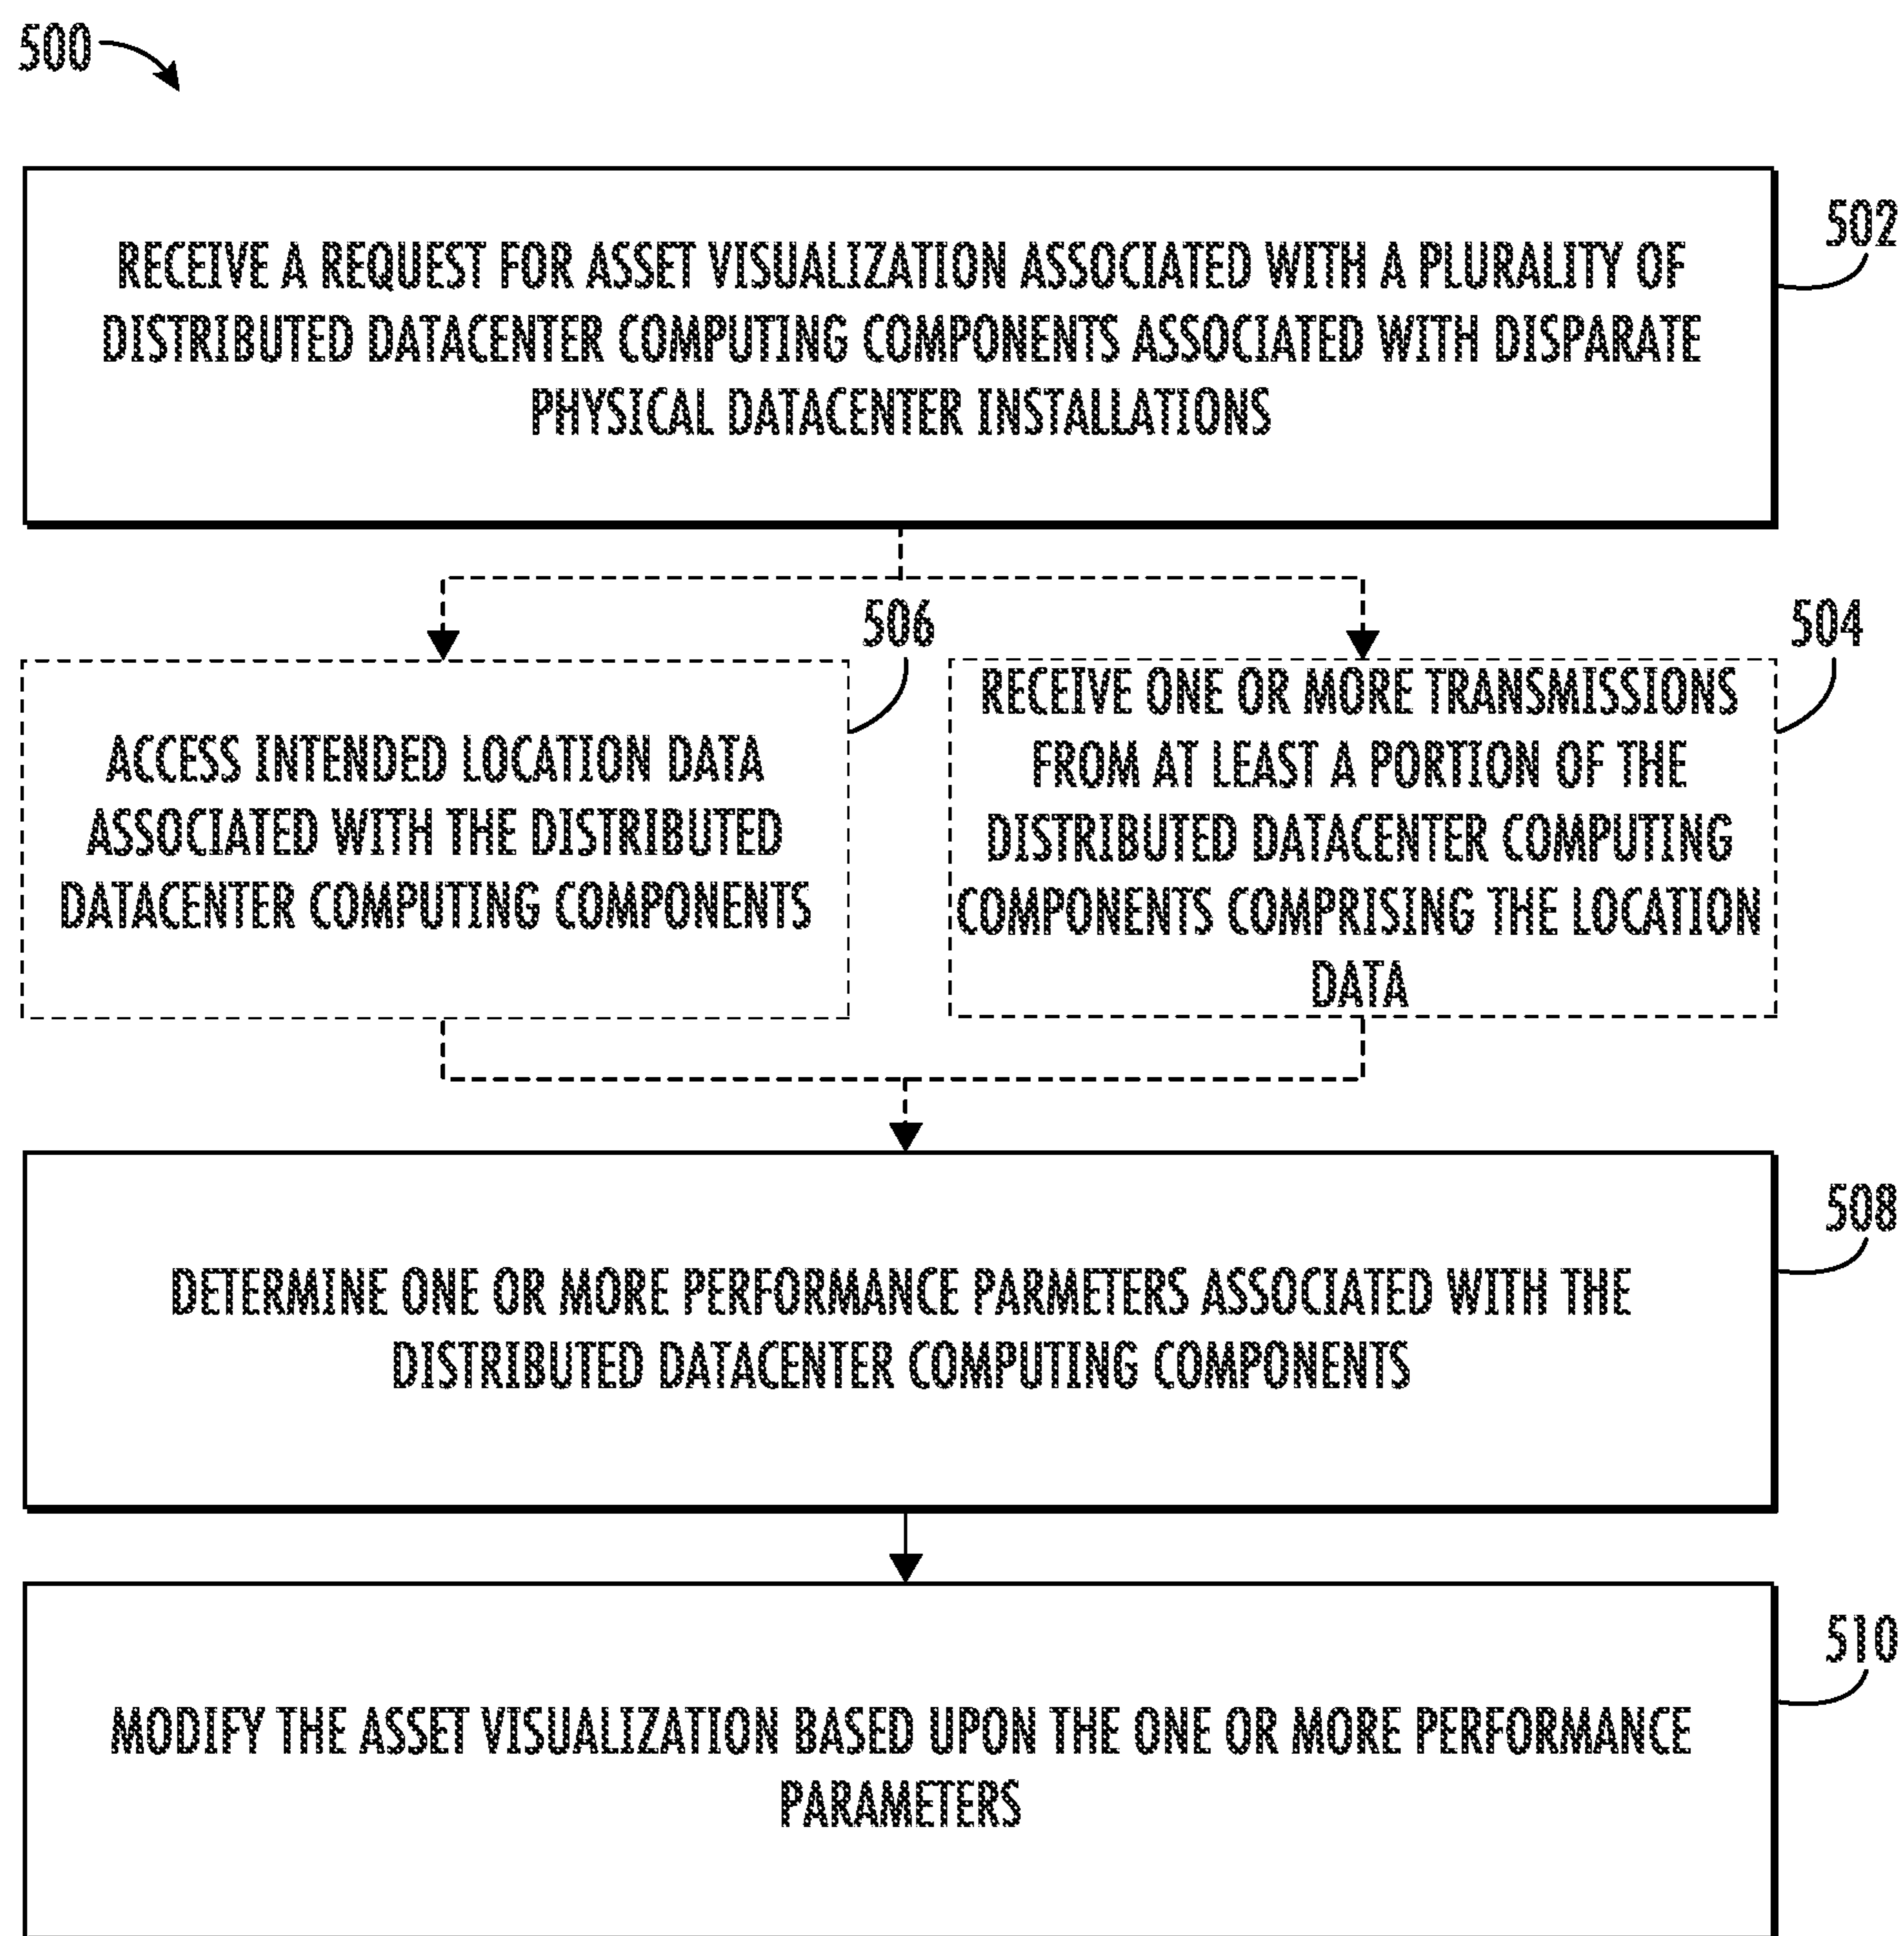 500
RECEIVE A REQUEST FOR ASSET VISUALIZATION ASSOCIATED WITH A PLURALITY OF
DISTRIBUTED DATACENTER COMPUTING COMPONENTS ASSOCIATED WITH DISPARATE
PHYSICAL DATACENTER INSTALLATIONS
502
506
ACCESS INTENDED LOCATION DATA
ASSOCIATED WITH THE DISTRIBUTED
DATACENTER COMPUTING COMPONENTS
504
RECEIVE ONE OR MORE TRANSMISSIONS
FROM AT LEAST A PORTION OF THE
DISTRIBUTED DATACENTER COMPUTING
COMPONENTS COMPRISING THE LOCATION
DATA
508
DETERMINE ONE OR MORE PERFORMANCE PARMETERS ASSOCIATED WITH THE
DISTRIBUTED DATACENTER COMPUTING COMPONENTS
510
MODIFY THE ASSET VISUALIZATION BASED UPON THE ONE OR MORE PERFORMANCE
PARAMETERS